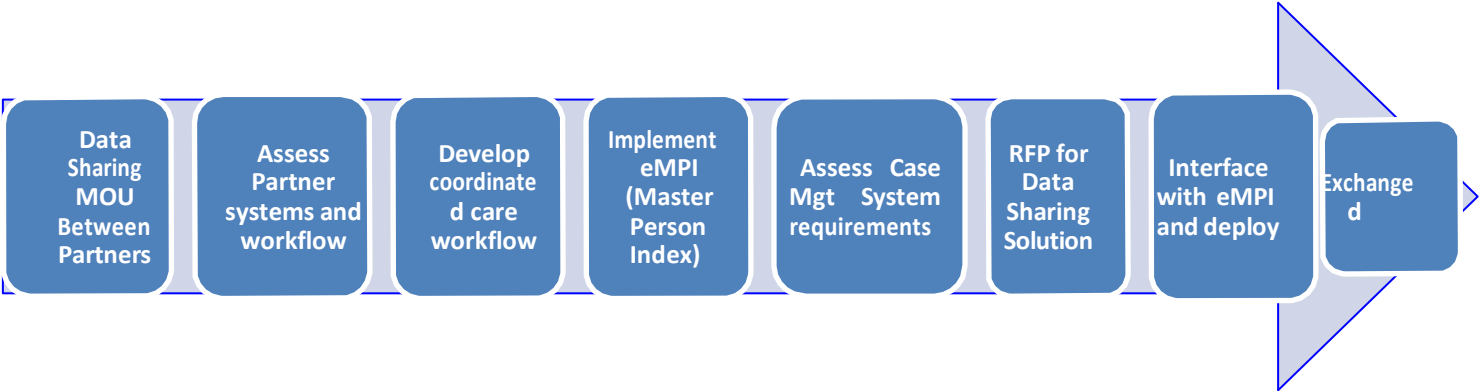 Data
Sharing
MOU
Between
Partners
Assess
Partner
systems and
workflow
Develop
coordinate
d care
workflow
Implement
eMPI
(Master
Person
Index)
Assess Case
Mgt System
requirements
RFP for
Data
Sharing
Solution
Interface
with eMPI
and deploy
Exchange
d